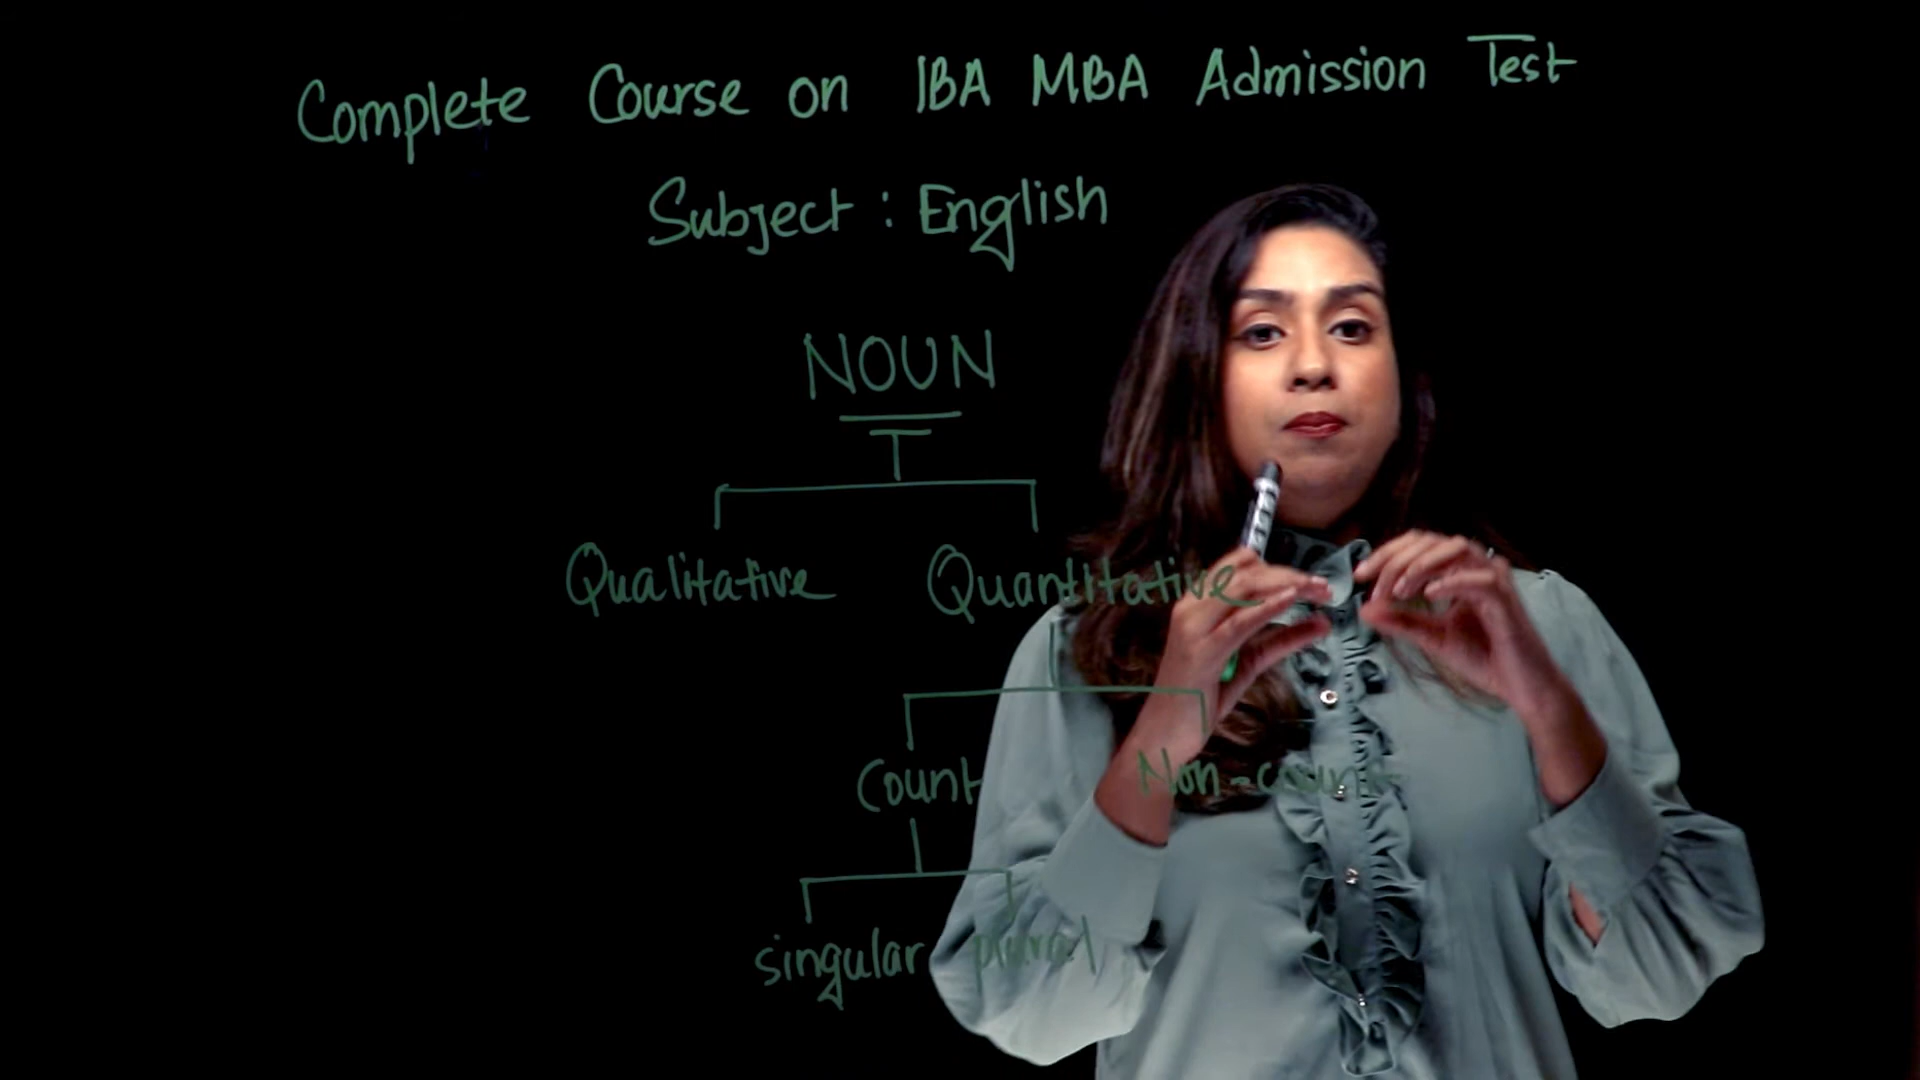 Complete Course on IBA MBA Admission Test
Subject : English
NOUN
Qualitative Quantitative
Count Non-count
singular plural